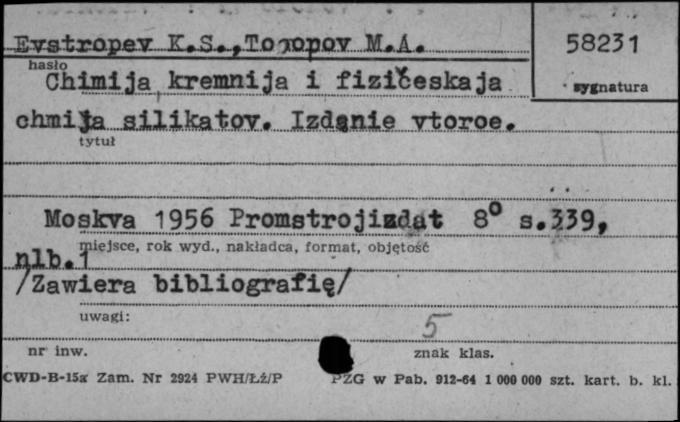 Evstropev K.S.,Toropov M.A.
58231
hasło
sygnatura
Chimija kremnija i fizičeskaja
chmija silikatov. Izdanie vtoroe.
tytuł
Moskva 1956 Promstrojizdat 8° s.339,
miejsce, rok wyd., nakładca, format, objętość
nlb.1
/Zawiera bibliografię/
uwagi:
5
nr inw.
znak klas.
CWD-B-15a Zam. Nr 2924 PWH/Łź/P PZG w Pab. 912-64 1 000 000 szt. kart. b. kl.